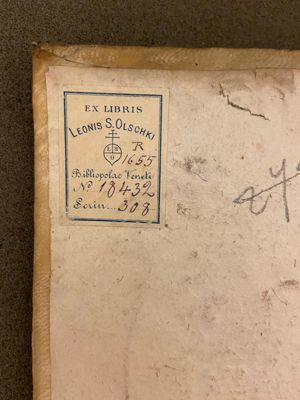 EX LIBRIS
LEONIS S. OLSCHKI
R
L S
O
1655
Bibliopolae Veneti
No 18432
Scrin... 308